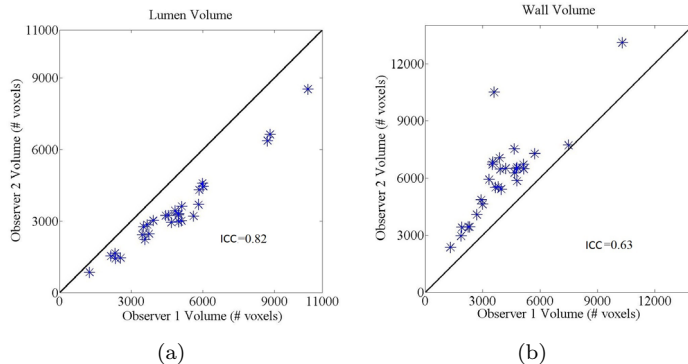 Lumen Volume
Observer 2 Volume (# voxels)
11000
9000
6000
3000
0
ICC=0.82
0 3000 6000 9000 11000
Observer 1 Volume (# voxels)
(a)
Wall Volume
Observer 2 Volume (# voxels)
12000
9000
6000
3000
0
ICC=0.63
0 3000 6000 9000 12000
Observer 1 Volume (# voxels)
(b)